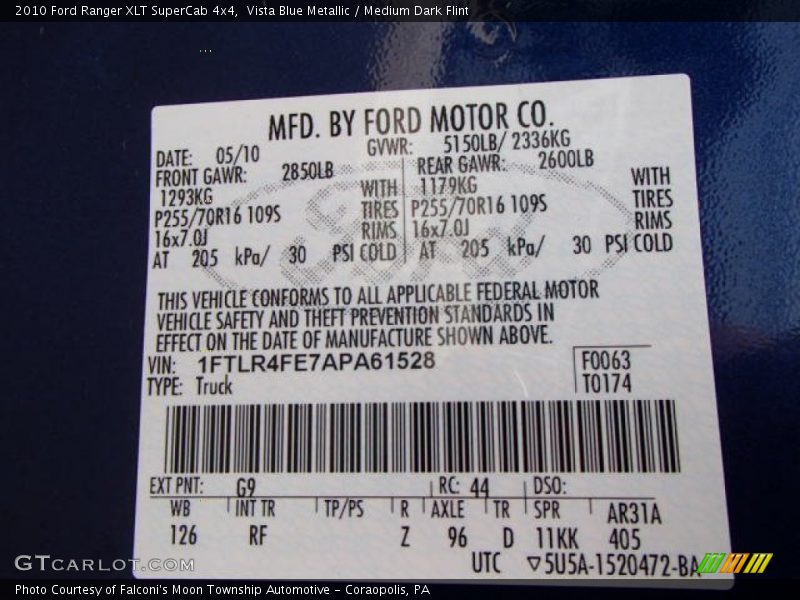 2010 Ford Ranger XLT SuperCab 4x4, Vista Blue Metallic / Medium Dark Flint
MFD. BY FORD MOTOR CO.
DATE: 05/10 GVWR: 5150LB/ 2336KG
FRONT GAWR: 2850LB REAR GAWR: 2600LB
1293KG WITH 1179KG WITH
P255/70R16 109S TIRES P255/70R16 109S TIRES
16x7.0J RIMS 16x7.0J RIMS
AT 205 kPa/ 30 PSI COLD AT 205 kPa/ 30 PSI COLD
THIS VEHICLE CONFORMS TO ALL APPLICABLE FEDERAL MOTOR
VEHICLE SAFETY AND THEFT PREVENTION STANDARDS IN
EFFECT ON THE DATE OF MANUFACTURE SHOWN ABOVE.
VIN: 1FTLR4FE7APA61528 F0063
TYPE: Truck T0174
EXT PNT: G9 RC: 44 DSO:
WB INT TR TP/PS R AXLE TR SPR AR31A
126 RF Z 96 D 11KK 405
UTC ▽5U5A-1520472-BA
GTCARLOT.COM
Photo Courtesy of Falconi's Moon Township Automotive - Coraopolis, PA